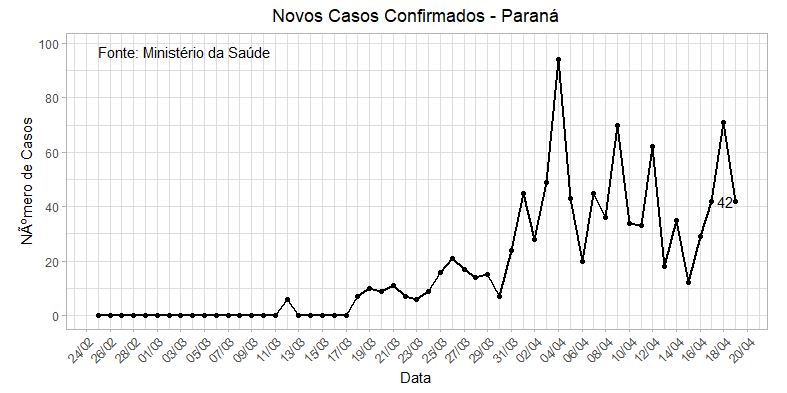 Novos Casos Confirmados - Paraná
Fonte: Ministério da Saúde
NÃºmero de Casos
100
80
60
40
20
0
42
24/02 26/02 28/02 01/03 03/03 05/03 07/03 09/03 11/03 13/03 15/03 17/03 19/03 21/03 23/03 25/03 27/03 29/03 31/03 02/04 04/04 06/04 08/04 10/04 12/04 14/04 16/04 18/04 20/04
Data